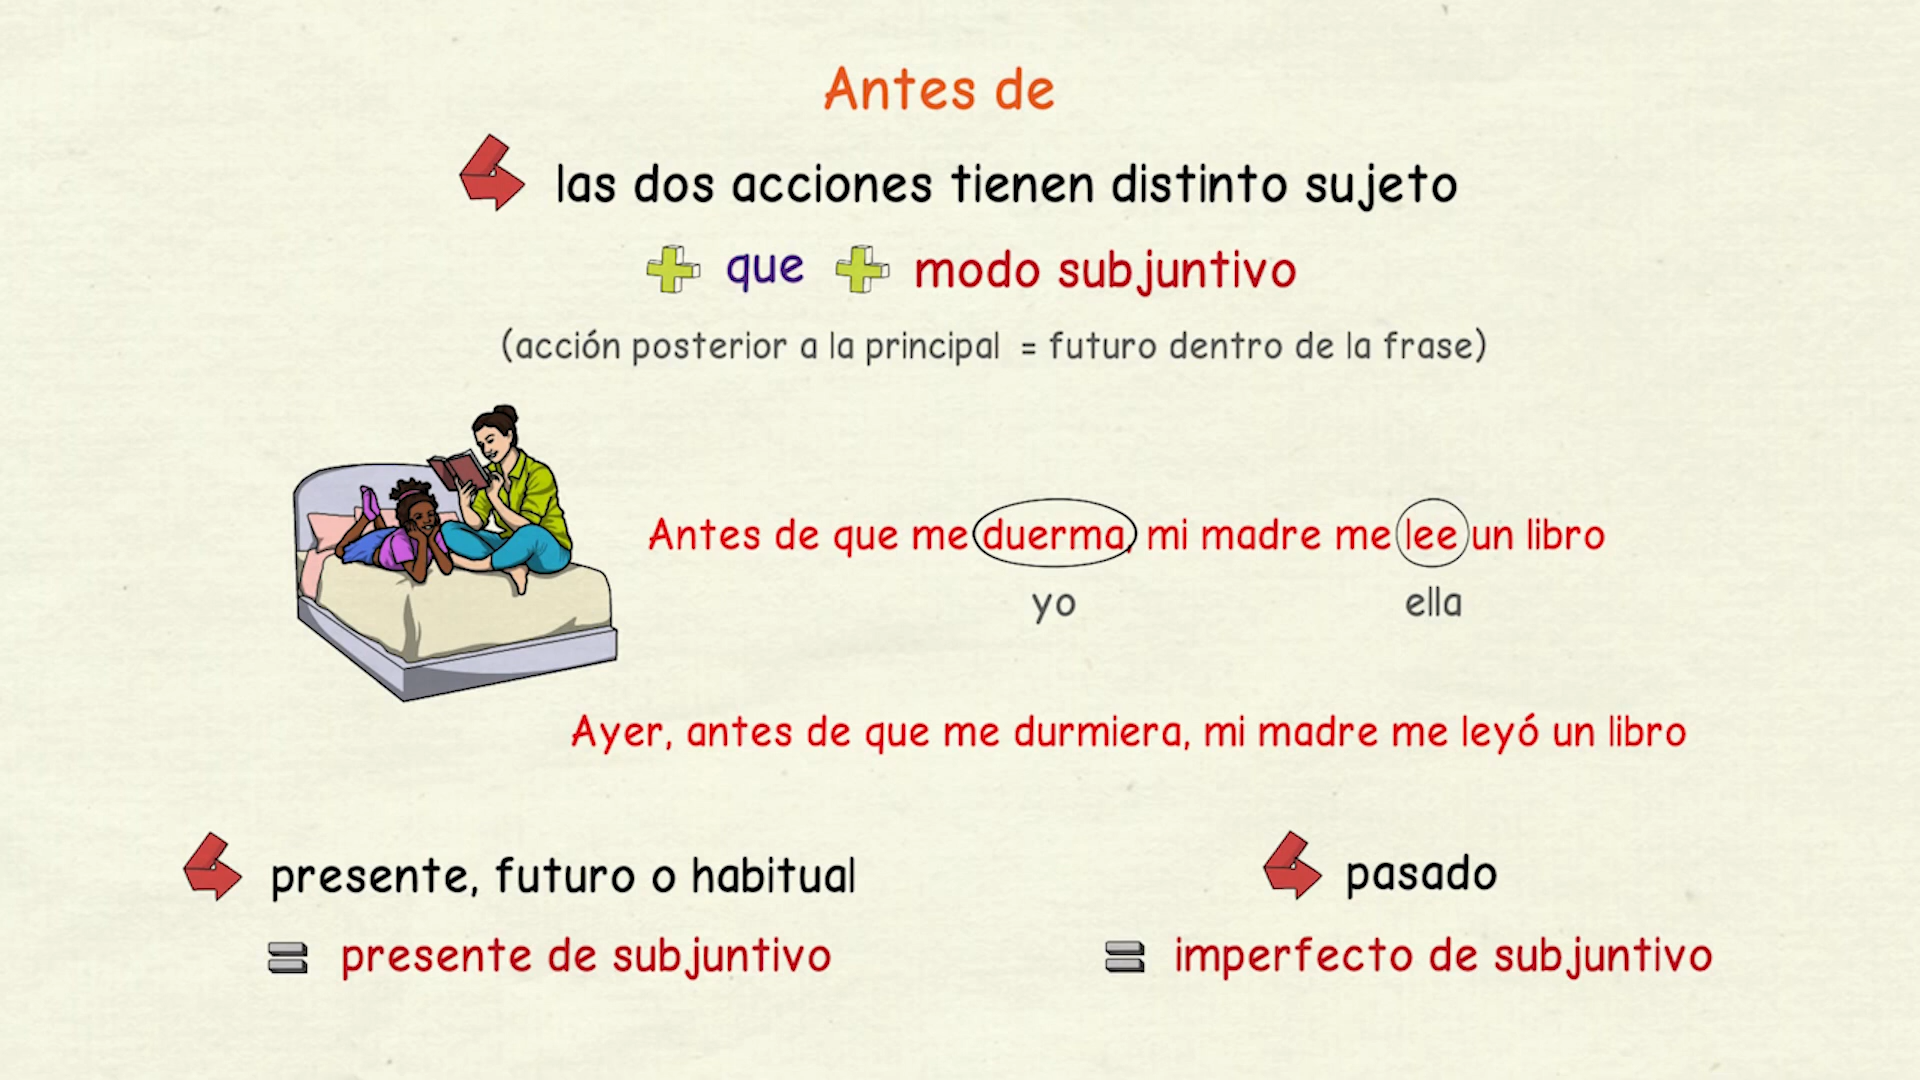 Antes de
las dos acciones tienen distinto sujeto
que modo subjuntivo
(acción posterior a la principal = futuro dentro de la frase)
Antes de que me duerma, mi madre me lee un libro
yo ella
Ayer, antes de que me durmiera, mi madre me leyó un libro
presente, futuro o habitual
pasado
= presente de subjuntivo
= imperfecto de subjuntivo